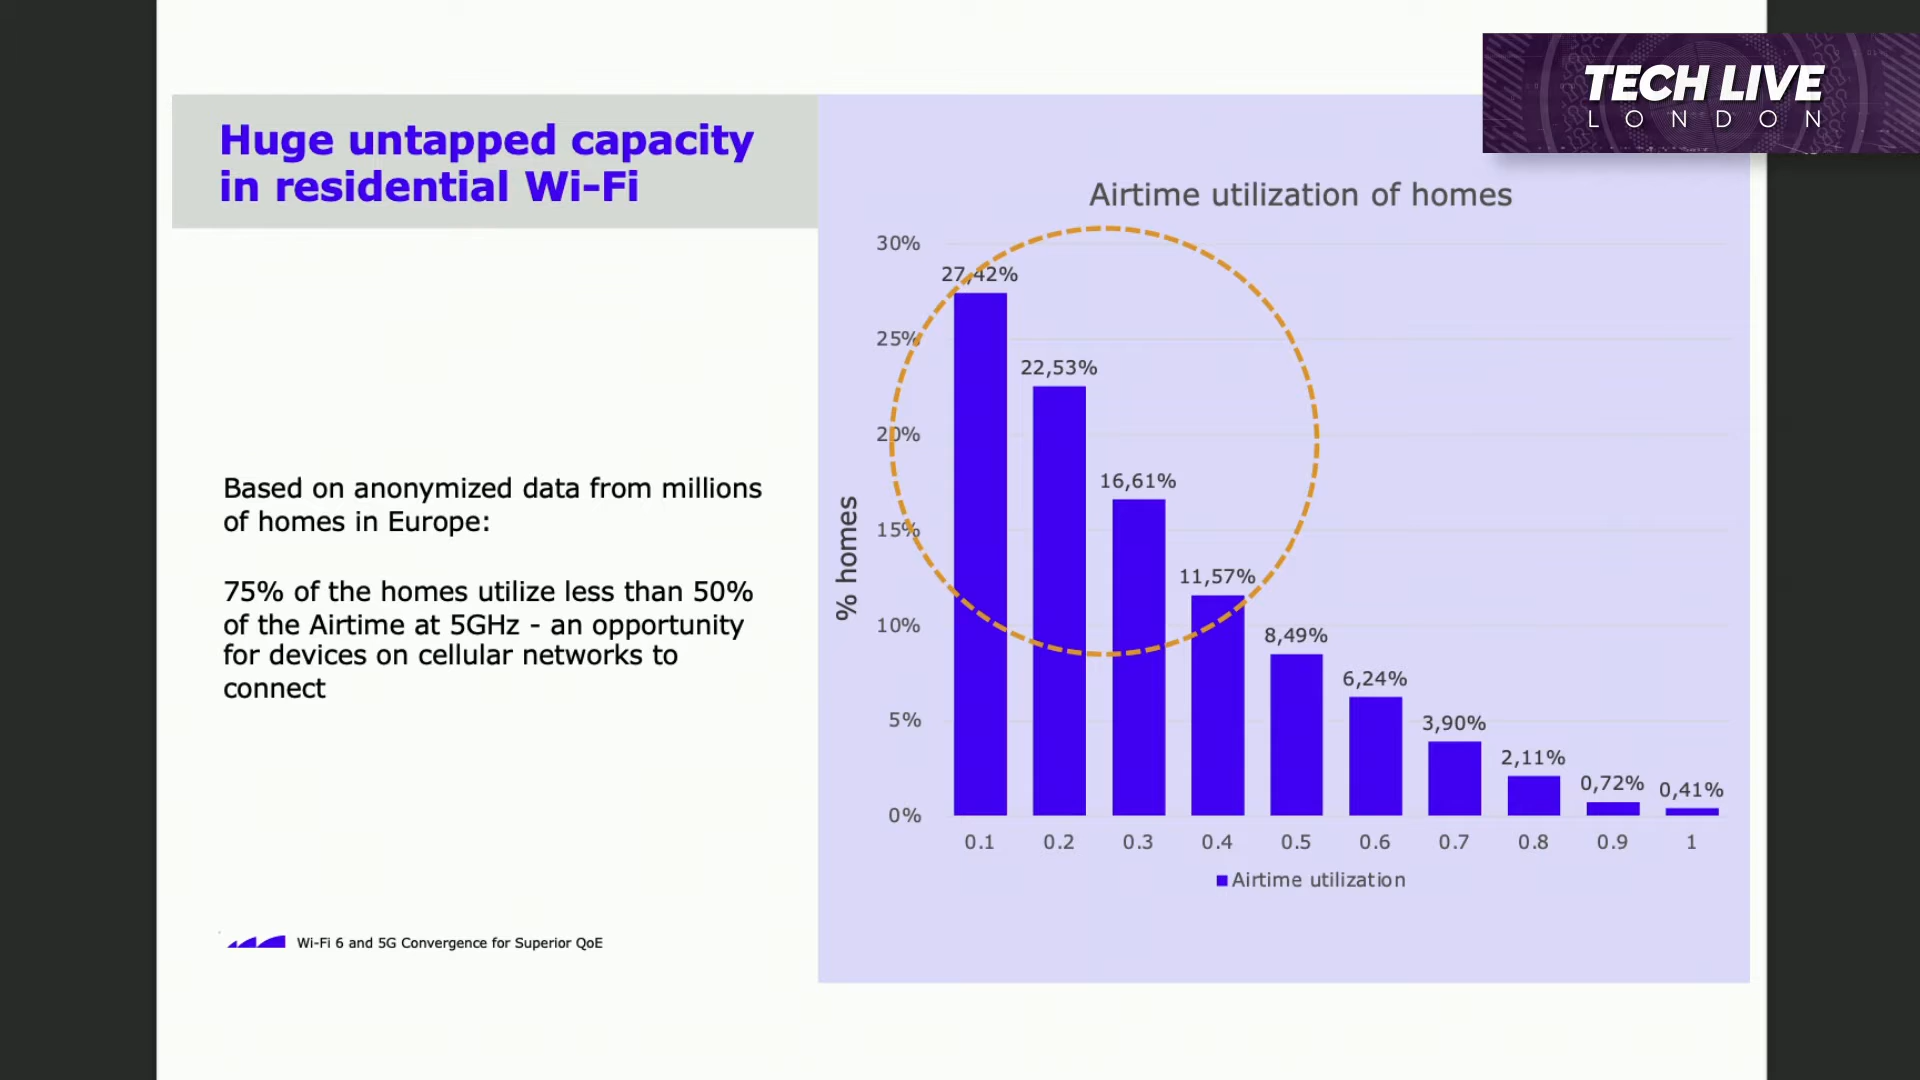 TECH LIVE
LONDON
Huge untapped capacity
in residential Wi-Fi
Based on anonymized data from millions
of homes in Europe:
75% of the homes utilize less than 50%
of the Airtime at 5GHz - an opportunity
for devices on cellular networks to
connect
Wi-Fi 6 and 5G Convergence for Superior QoE
Airtime utilization of homes
% homes
30%
25%
20%
15%
10%
5%
0%
27,42%
22,53%
16,61%
11,57%
8,49%
6,24%
3,90%
2,11%
0,72%
0,41%
0.1 0.2 0.3 0.4 0.5 0.6 0.7 0.8 0.9 1
Airtime utilization